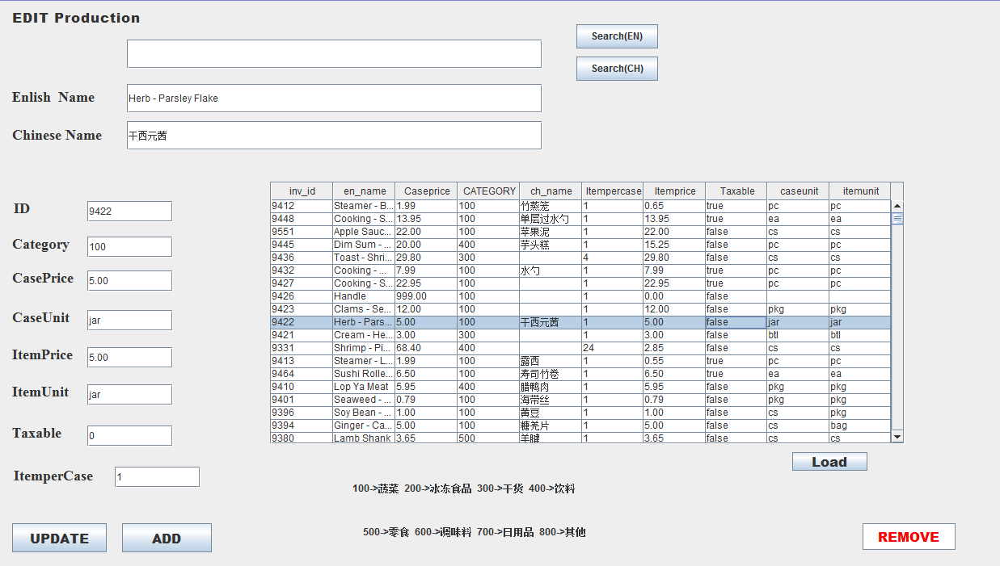 EDIT Production
Search(EN)
Search(CH)
Enlish Name
Herb - Parsley Flake
Chinese Name
干西元茜
ID
9422
Category
100
CasePrice
5.00
CaseUnit
jar
ItemPrice
5.00
ItemUnit
jar
Taxable
0
ItemperCase
1
inv_id en_name Caseprice CATEGORY ch_name Itempercase Itemprice Taxable caseunit itemunit
9412 Steamer - B... 1.99 100 竹蒸笼 1 0.65 true pc pc
9448 Cooking - S... 13.95 100 单层过水勺 1 13.95 true ea ea
9551 Apple Sauc... 22.00 100 苹果泥 1 22.00 false cs cs
9445 Dim Sum - ... 20.00 400 芋头糕 1 15.25 false pc pc
9436 Toast - Shri... 29.80 300 4 29.80 false cs cs
9432 Cooking - ... 7.99 100 水勺 1 7.99 true pc pc
9427 Cooking - S... 22.95 100 1 22.95 true pc pc
9426 Handle 999.00 100 1 0.00 false
9423 Clams - Se... 12.00 100 1 12.00 false pkg pkg
9422 Herb - Pars... 5.00 100 干西元茜 1 5.00 false jar jar
9421 Cream - He... 3.00 300 1 3.00 false btl btl
9331 Shrimp - Pi... 68.40 400 24 2.85 false cs cs
9413 Steamer - L... 1.99 100 露西 1 0.55 true pc pc
9464 Sushi Rolle... 6.50 100 寿司竹卷 1 6.50 true ea ea
9410 Lop Ya Meat 5.95 400 腊鸭肉 1 5.95 false pkg pkg
9401 Seaweed - ... 0.79 100 海带丝 1 0.79 false pkg pkg
9396 Soy Bean - ... 1.00 100 黄豆 1 1.00 false cs pkg
9394 Ginger - Ca... 5.00 100 糖羌片 1 5.00 false cs bag
9380 Lamb Shank 3.65 500 羊腱 1 3.65 false cs cs
Load
100->蔬菜 200->冰冻食品 300->干货 400->饮料
500->零食 600->调味料 700->日用品 800->其他
UPDATE
ADD
REMOVE